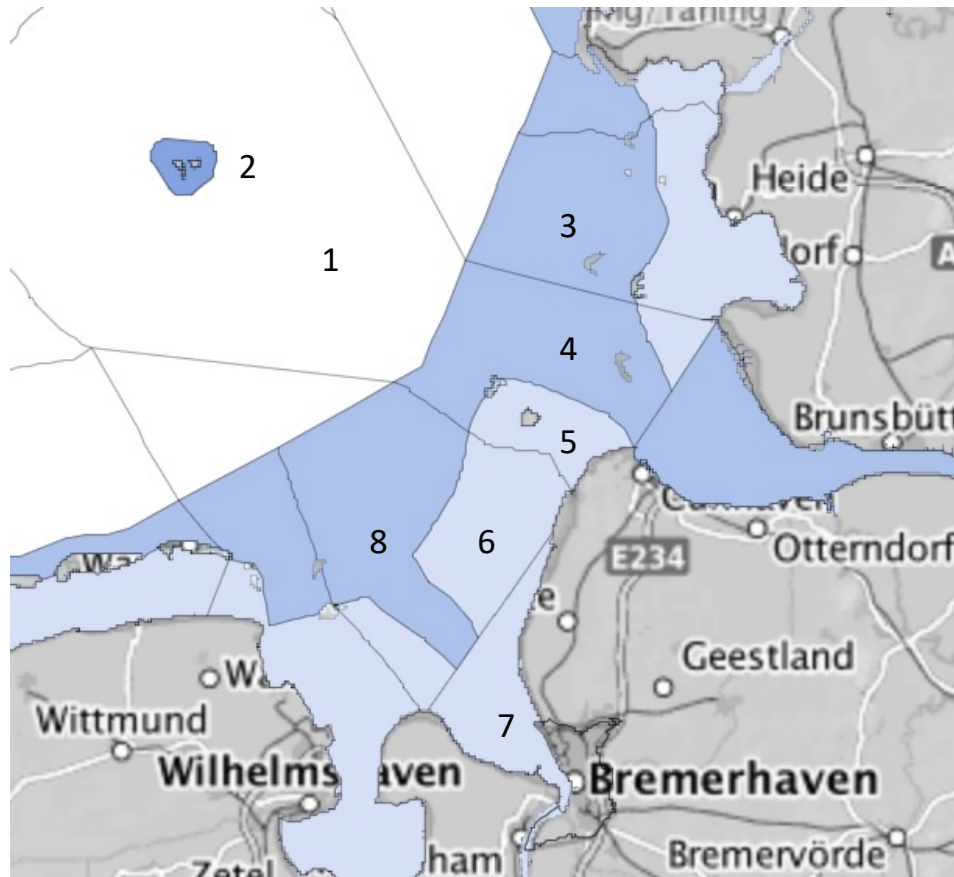 2
Heide
3
1
A
4
Brunsbütt
5
8
6
E234
Otterndorf
Geestland
7
Wittmund
Wilhelms aven
Bremerhaven
ham
Bremervörde
Zetel